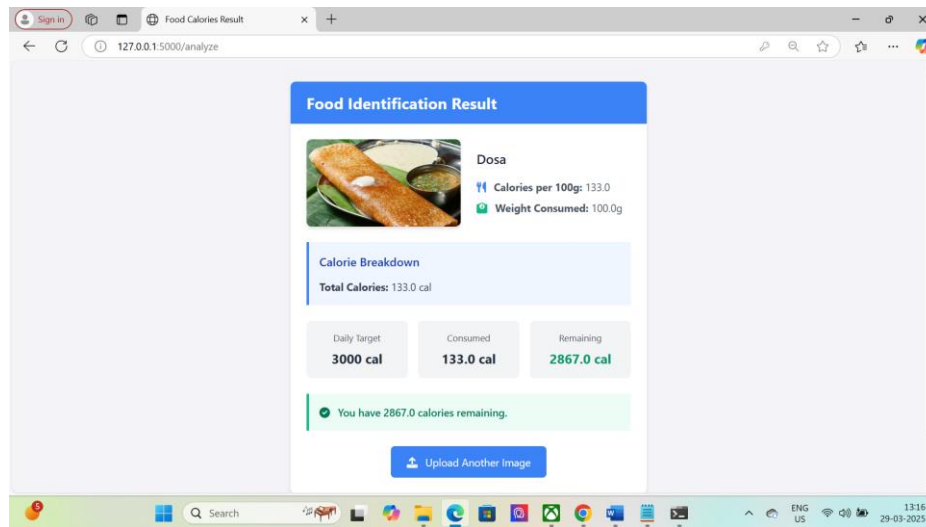 Sign in
Food Calories Result
127.0.0.1:5000/analyze
Food Identification Result
Dosa
Calories per 100g: 133.0
Weight Consumed: 100.0g
Calorie Breakdown
Total Calories: 133.0 cal
Daily Target
3000 cal
Consumed
133.0 cal
Remaining
2867.0 cal
You have 2867.0 calories remaining.
Upload Another Image
5
Search
ENG
US
13:16
29-03-2025